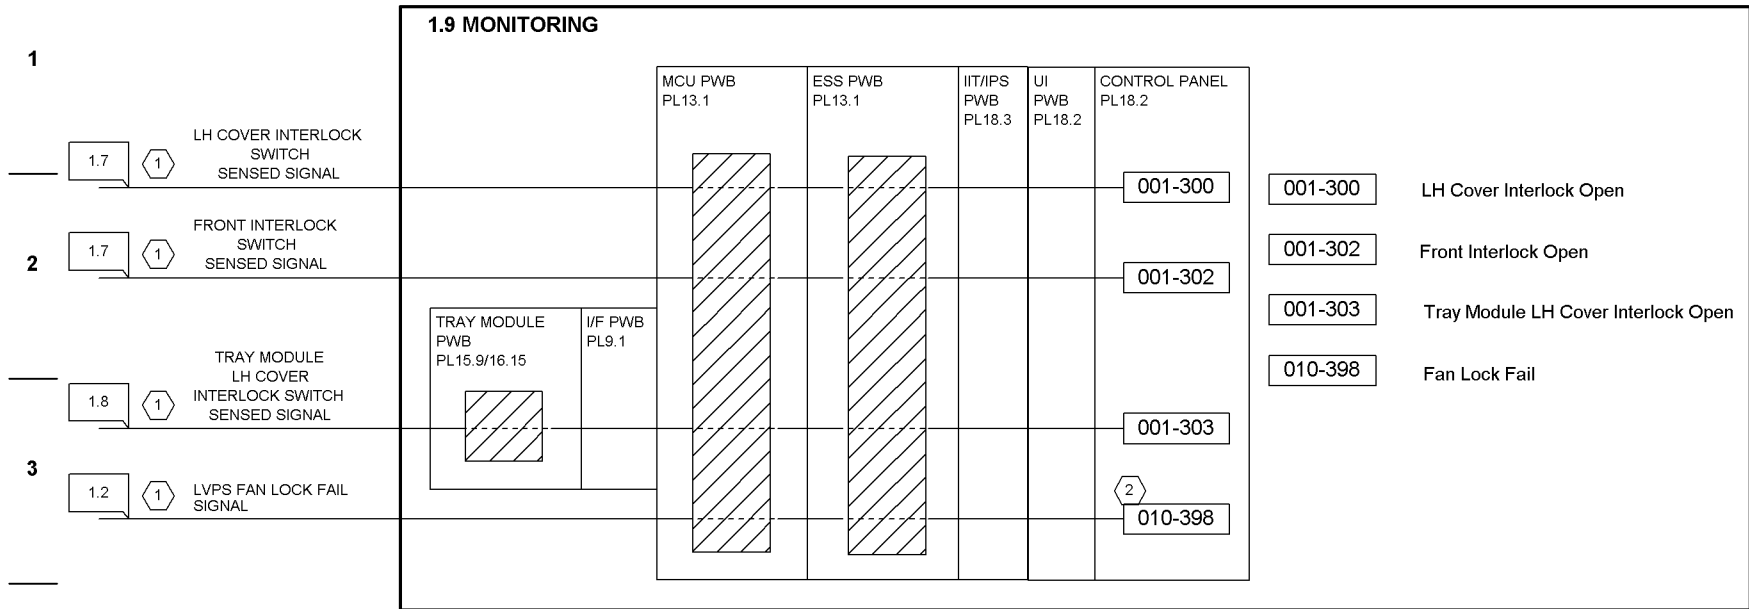 1.9 MONITORING
1
MCU PWB
PL13.1
ESS PWB
PL13.1
IIT/IPS
PWB
PL18.3
UI
PWB
PL18.2
CONTROL PANEL
PL18.2
1.7
1
LH COVER INTERLOCK
SWITCH
SENSED SIGNAL
001-300
001-300
LH Cover Interlock Open
2
1.7
1
FRONT INTERLOCK
SWITCH
SENSED SIGNAL
001-302
001-302
Front Interlock Open
TRAY MODULE
PWB
PL15.9/16.15
I/F PWB
PL9.1
001-303
Tray Module LH Cover Interlock Open
1.8
1
TRAY MODULE
LH COVER
INTERLOCK SWITCH
SENSED SIGNAL
001-303
010-398
Fan Lock Fail
3
1.2
1
LVPS FAN LOCK FAIL
SIGNAL
2
010-398